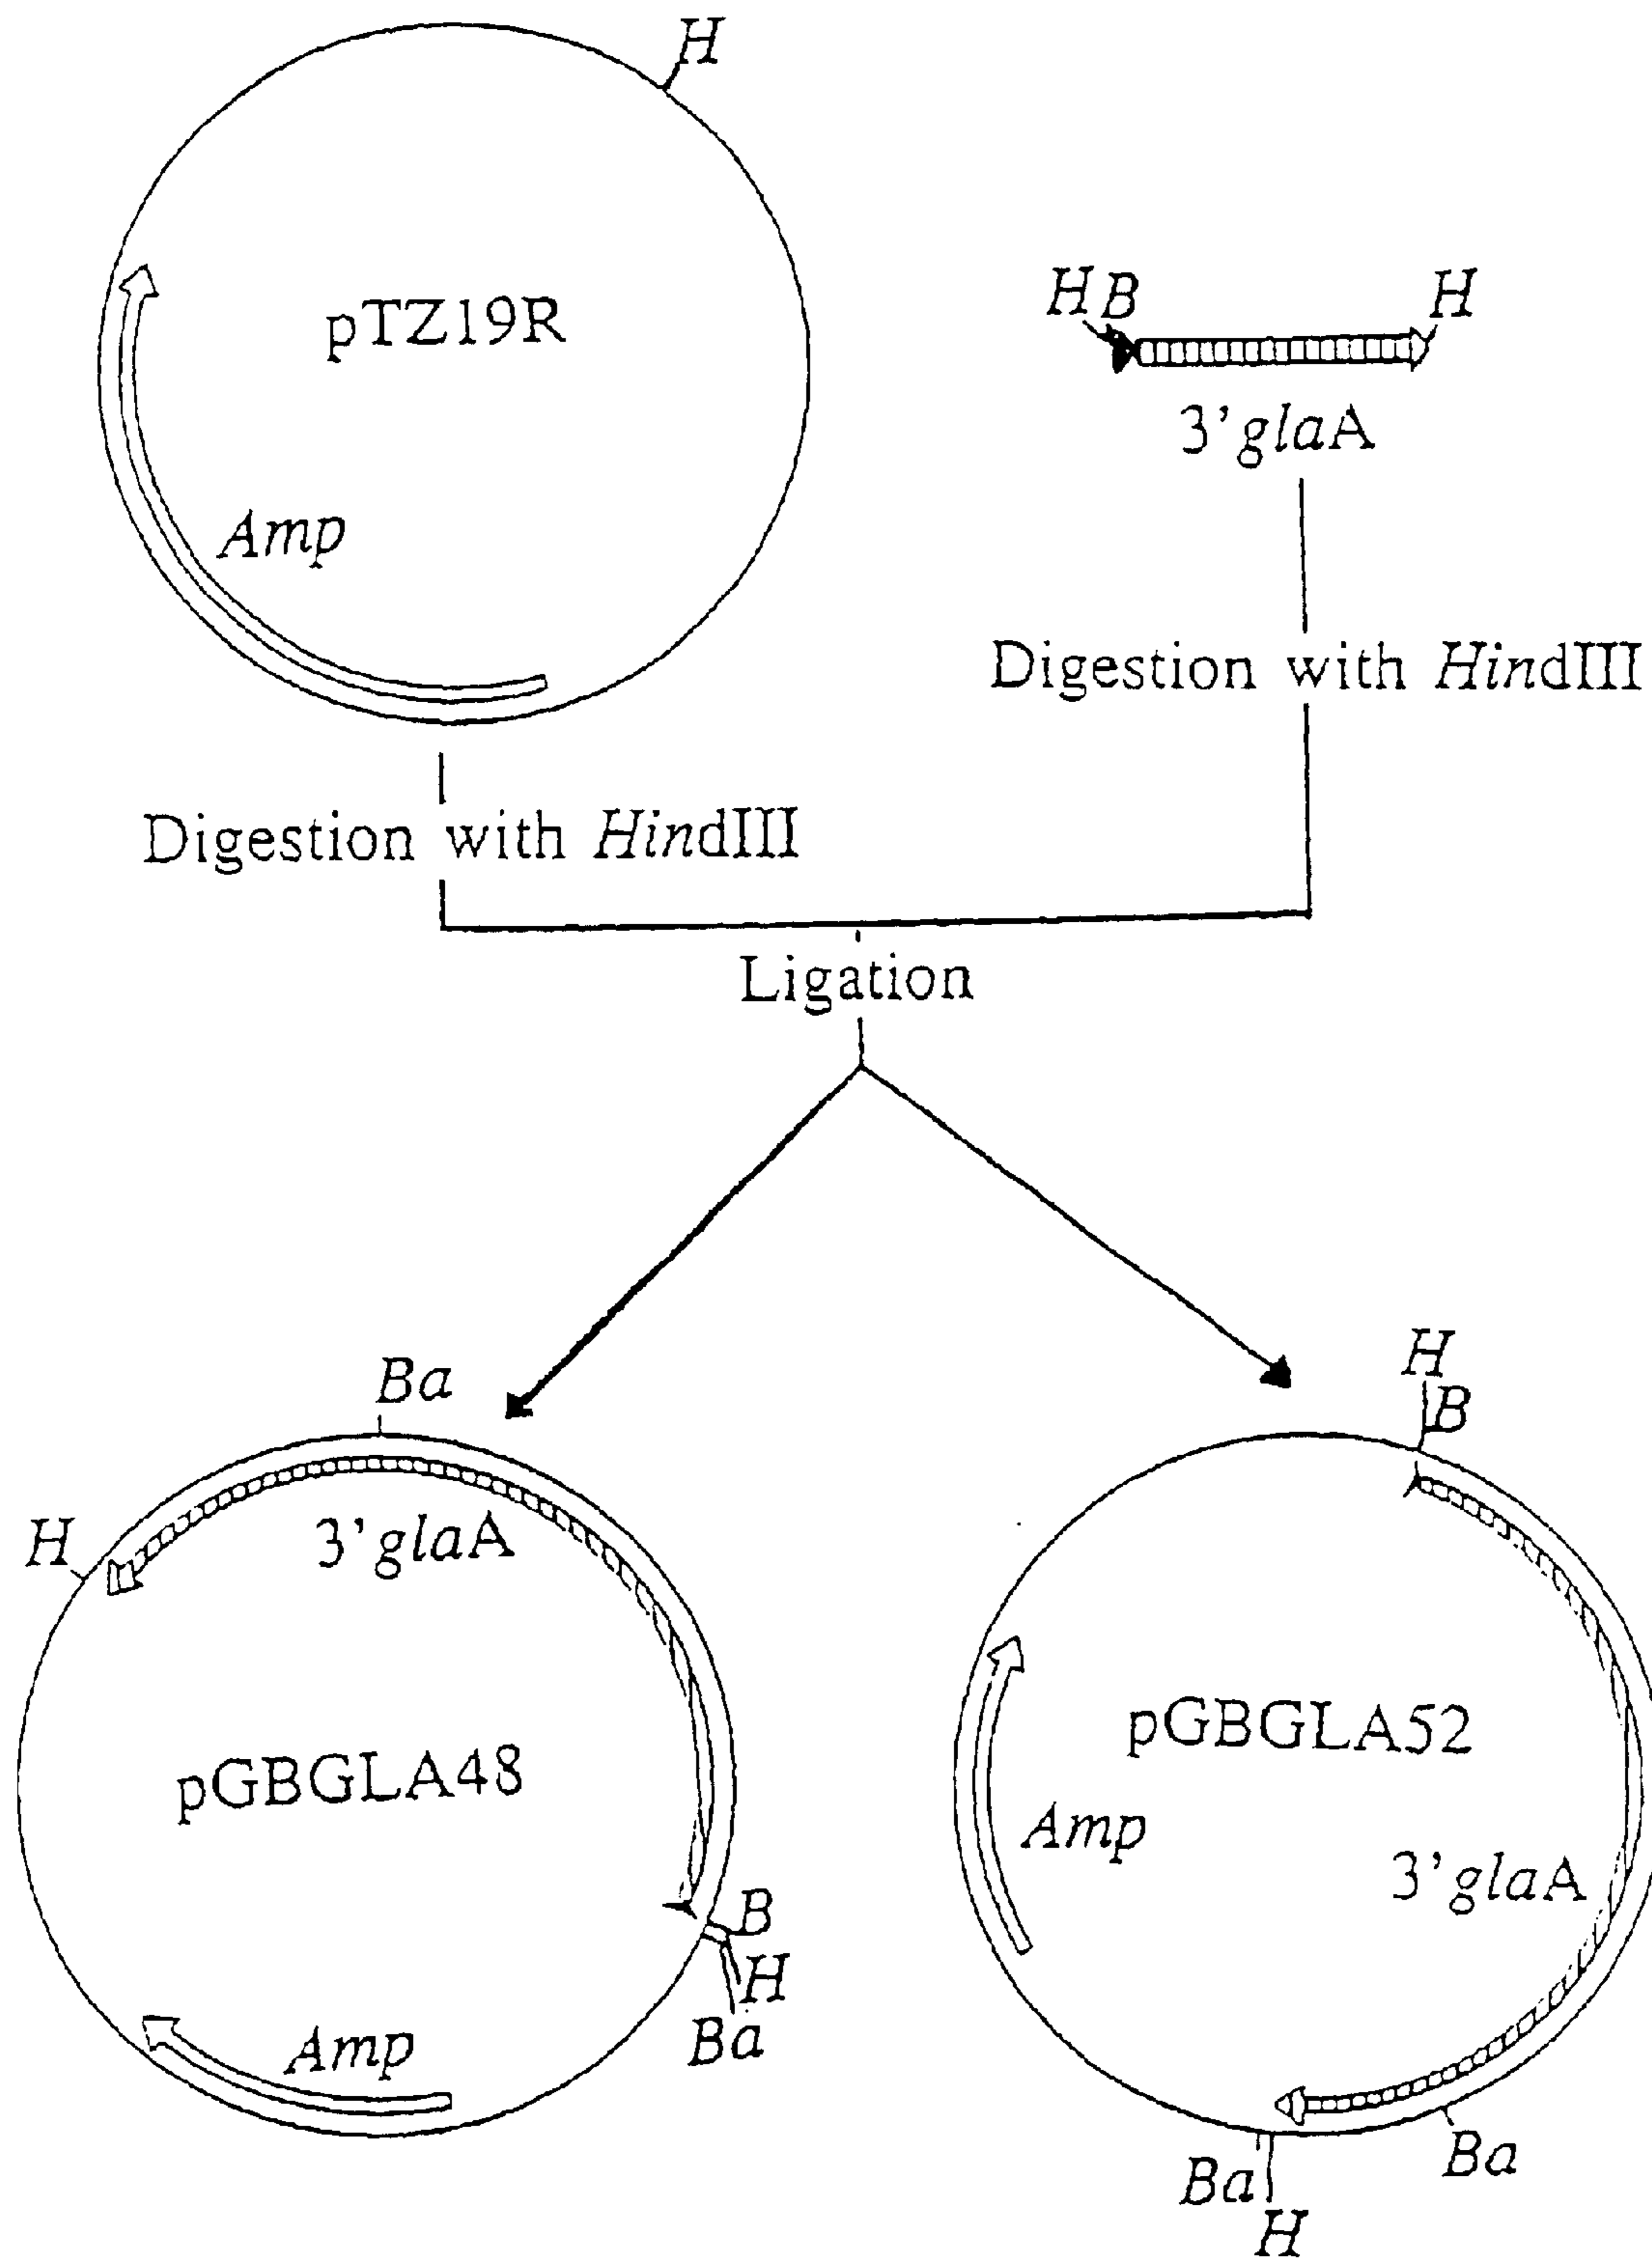 H
pTZ19R
Amp
H B
H
3’glaA
Digestion with HindIII
Digestion with HindIII
Ligation
Ba
H
3’glaA
pGBGLA48
B
H
Ba
Amp
H
B
pGBGLA52
Amp
3’glaA
Ba
Ba
H